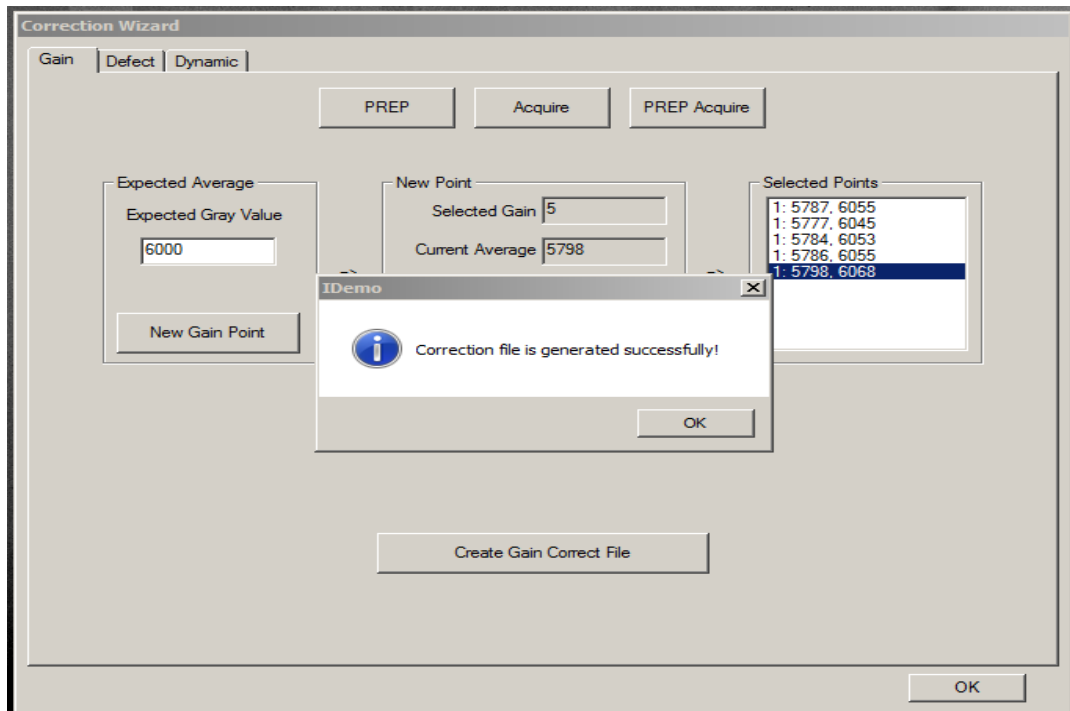 Correction Wizard
Gain Defect Dynamic
PREP Acquire PREP Acquire
Expected Average
Expected Gray Value
6000
New Gain Point
New Point
Selected Gain 5
Current Average 5798
Selected Points
1: 5787, 6055
1: 5777, 6045
1: 5784, 6053
1: 5786, 6055
1: 5798, 6068
IDemo
Correction file is generated successfully!
OK
Create Gain Correct File
OK